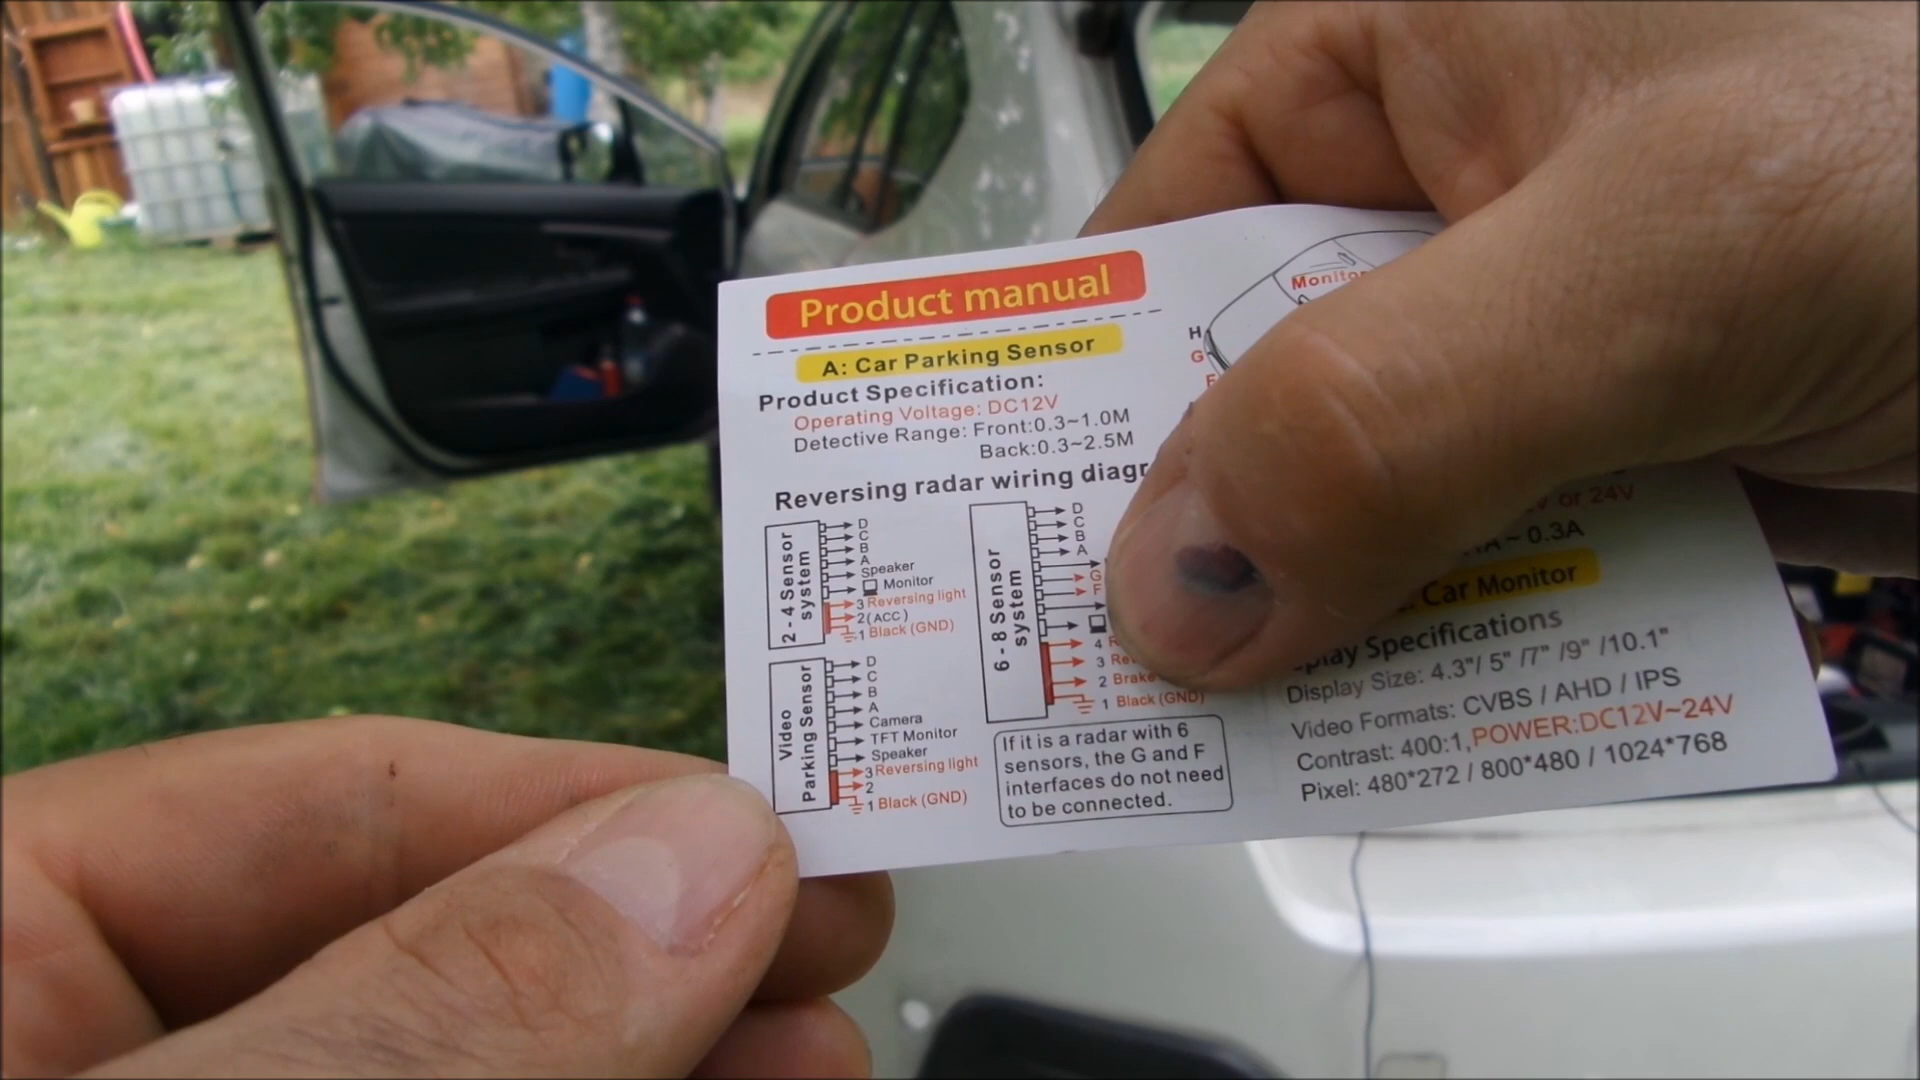 Product manual
A: Car Parking Sensor
Product Specification:
Operating Voltage: DC12V
Detective Range: Front:0.3~1.0M
Back:0.3~2.5M
Reversing radar wiring
2-4 Sensor system
D
C
B
A
Speaker
Monitor
3 Reversing light
2(ACC)
1 Black (GND)
Video Parking Sensor
D
C
B
A
Camera
TFT Monitor
Speaker
3 Reversing light
2
1 Black (GND)
6-8 Sensor system
D
C
B
A
G
F
4
3
2 Brake
1 Black (GND)
If it is a radar with 6
sensors, the G and F
interfaces do not need
to be connected.
Monitor
H
G
F
or 24V
~0.3A
Car Monitor
Specifications
Display Size: 4.3"/ 5" /7" /9" /10.1"
Video Formats: CVBS / AHD / IPS
Contrast: 400:1,POWER:DC12V~24V
Pixel: 480*272 / 800*480 / 1024*768